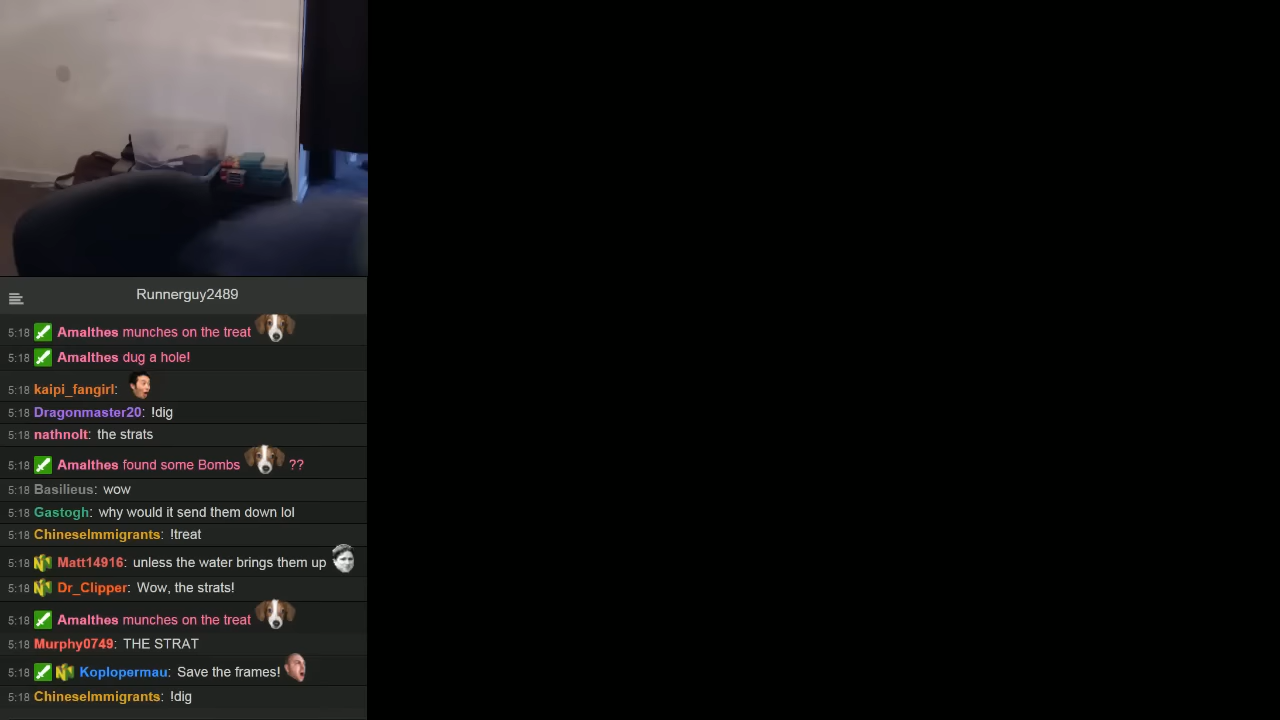 Runnerguy2489
5:18 Amalthes munches on the treat
5:18 Amalthes dug a hole!
5:18 kaipi_fangirl:
5:18 Dragonmaster20: !dig
5:18 nathnolt: the strats
5:18 Amalthes found some Bombs ??
5:18 Basilieus: wow
5:18 Gastogh: why would it send them down lol
5:18 ChineseImmigrants: !treat
5:18 Matt14916: unless the water brings them up
5:18 Dr_Clipper: Wow, the strats!
5:18 Amalthes munches on the treat
5:18 Murphy0749: THE STRAT
5:18 Koplopermau: Save the frames!
5:18 ChineseImmigrants: !dig